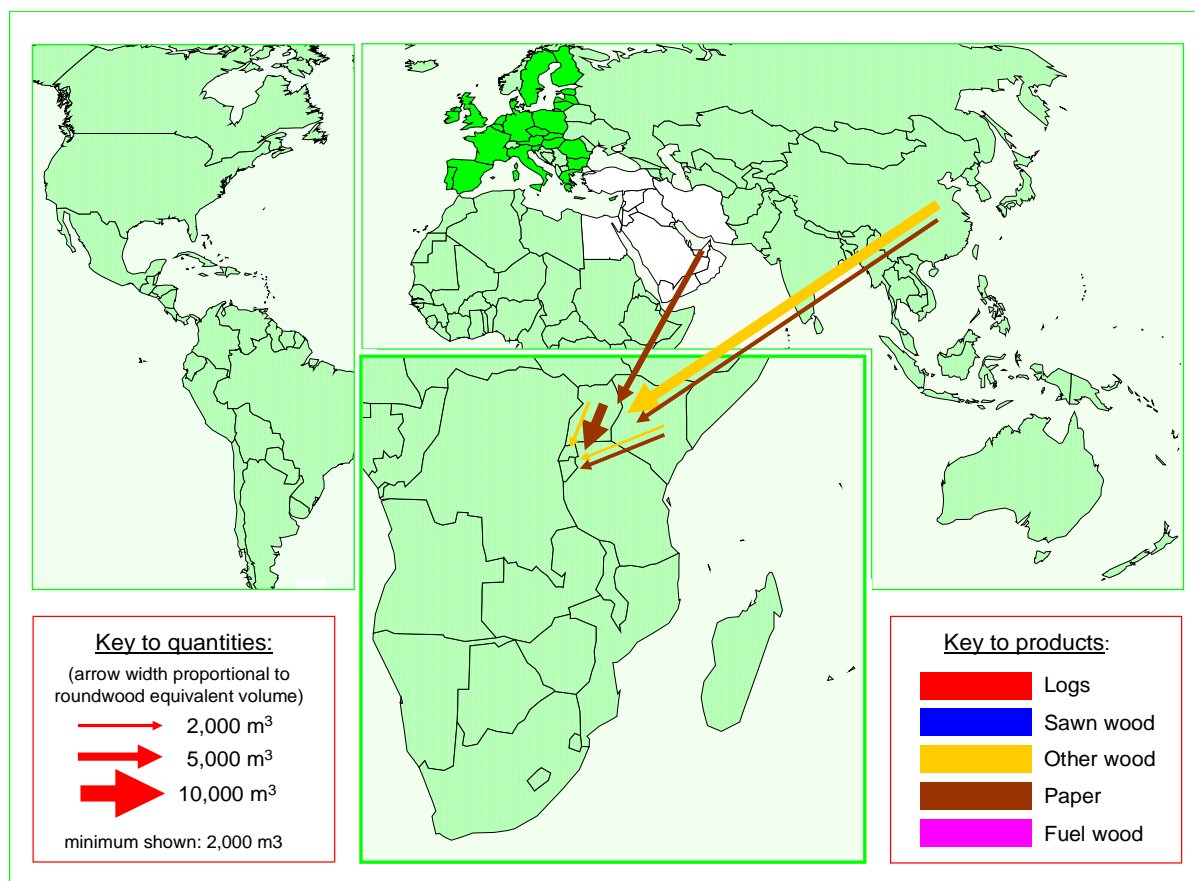 Key to quantities:
(arrow width proportional to
roundwood equivalent volume)
2,000 m³
5,000 m³
10,000 m³
minimum shown: 2,000 m3
Key to products:
Logs
Sawn wood
Other wood
Paper
Fuel wood